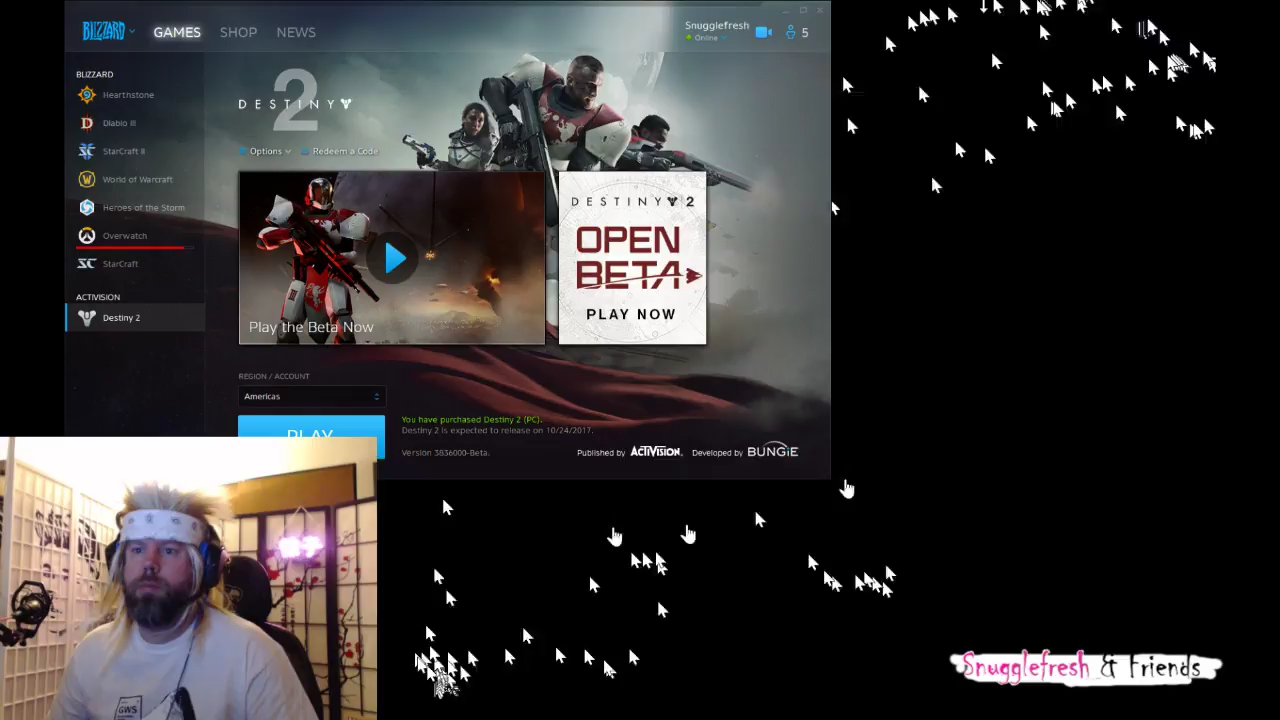 BLIZZARD
GAMES
SHOP
NEWS
Snugglefresh
Online
5
BLIZZARD
Hearthstone
Diablo III
StarCraft II
World of Warcraft
Heroes of the Storm
Overwatch
StarCraft
ACTIVISION
Destiny 2
DESTINY 2
Options
Redeem a Code
Play the Beta Now
DESTINY 2
OPEN
BETA
PLAY NOW
REGION / ACCOUNT
Americas
PLAY
You have purchased Destiny 2 (PC).
Destiny 2 is expected to release on 10/24/2017.
Version 3836000-Beta.
Published by ACTIVISION. Developed by BUNGIE
GWS
Snugglefresh & Friends